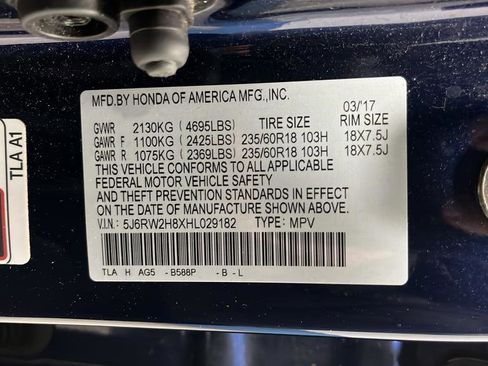 MFD.BY HONDA OF AMERICA MFG.,INC.
03/'17
GVWR 2130KG (4695LBS) TIRE SIZE RIM SIZE
GAWR F 1100KG (2425LBS) 235/60R18 103H 18X7.5J
GAWR R 1075KG (2369LBS) 235/60R18 103H 18X7.5J
THIS VEHICLE CONFORMS TO ALL APPLICABLE
FEDERAL MOTOR VEHICLE SAFETY
AND THEFT PREVENTION STANDARDS
IN EFFECT ON THE DATE OF MANUFACTURE SHOWN ABOVE.
V.I.N.: 5J6RW2H8XHL029182 TYPE: MPV
TLA H AG5 -B588P -B-L
TLA A1